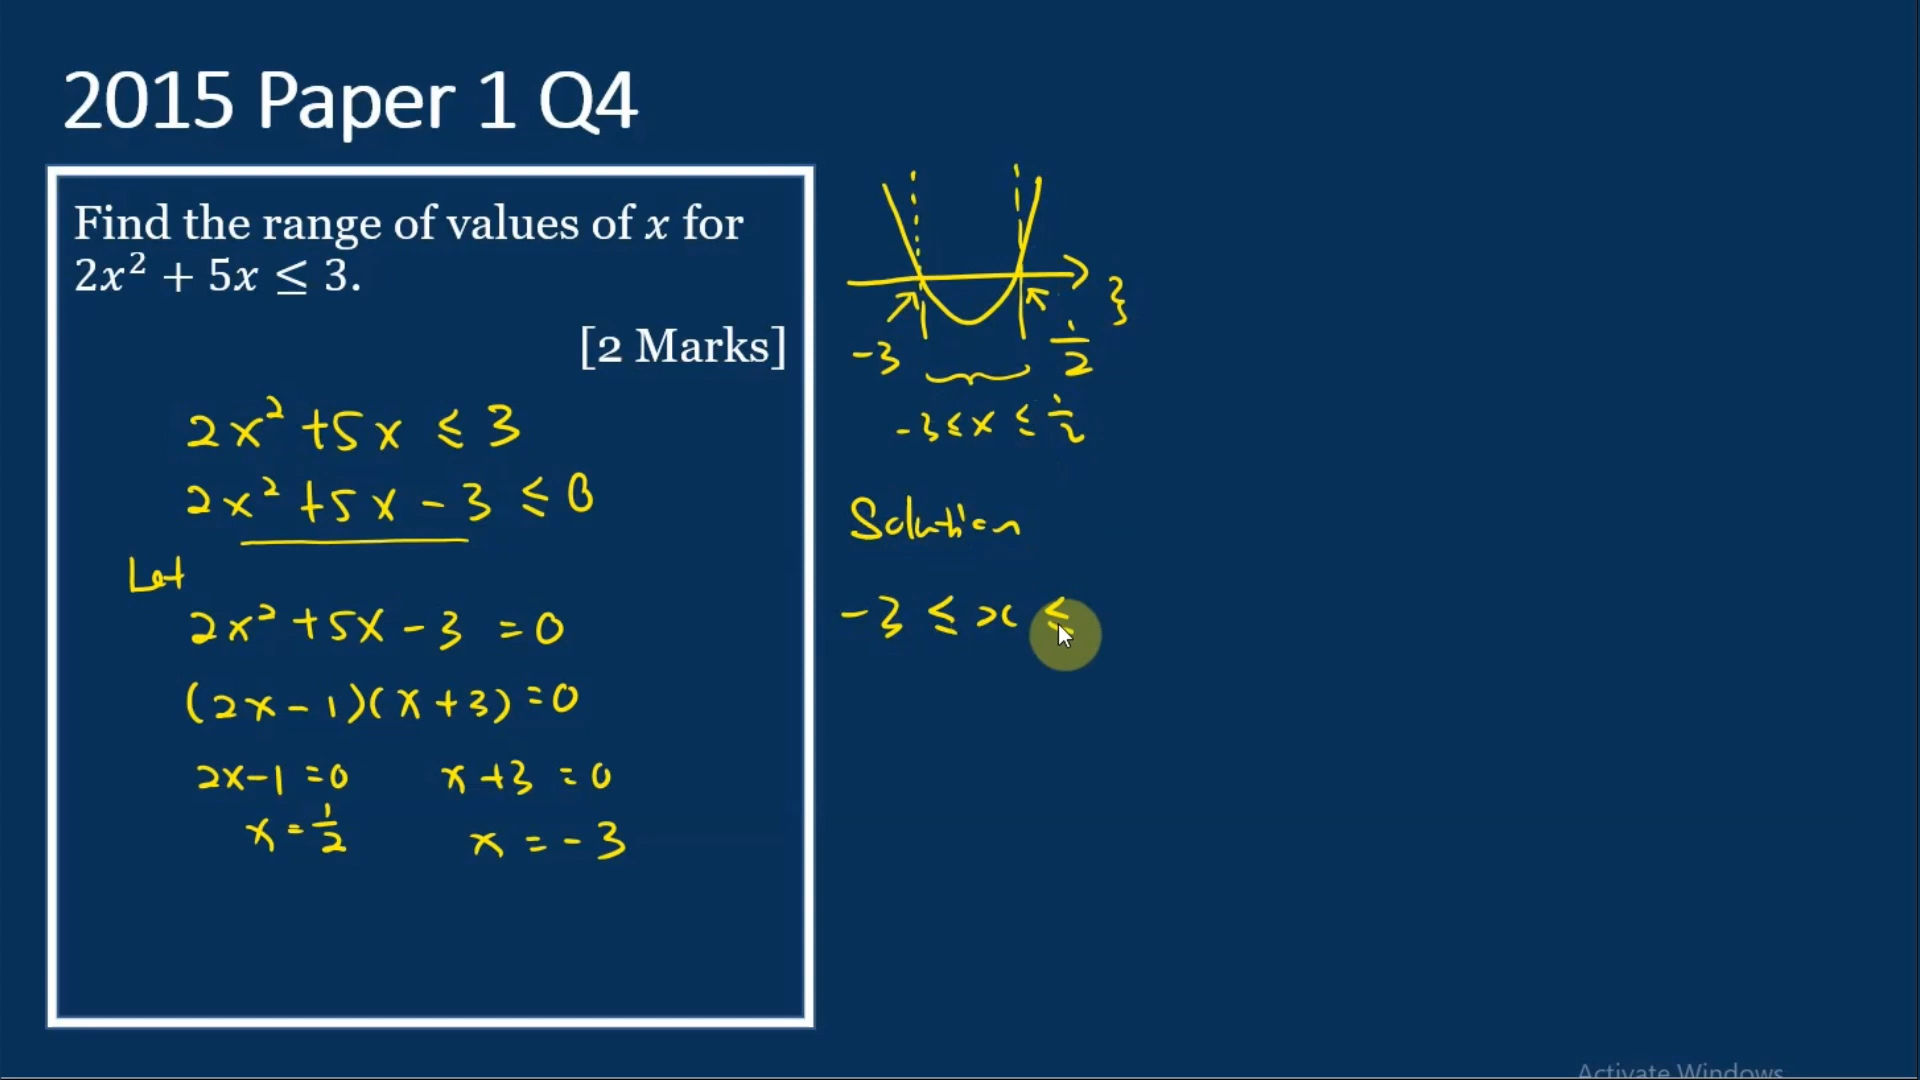 2015 Paper 1 Q4
Find the range of values of x for
2x² + 5x ≤ 3.
[2 Marks]
2x² + 5x ≤ 3
2x² + 5x - 3 ≤ 0
Let
2x² + 5x - 3 = 0
(2x - 1)(x + 3) = 0
2x - 1 = 0 x + 3 = 0
x = 1/2 x = -3
-3 1/2
-3 ≤ x ≤ 1/2
Solution
-3 ≤ x ≤
Activate Windows